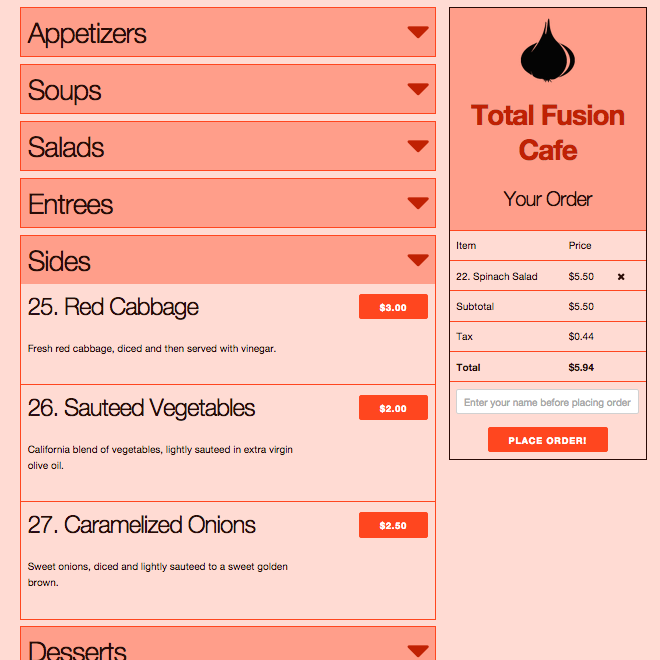 Appetizers
Soups
Salads
Entrees
Sides
25. Red Cabbage
$3.00
Fresh red cabbage, diced and then served with vinegar.
26. Sauteed Vegetables
$2.00
California blend of vegetables, lightly sauteed in extra virgin
olive oil.
27. Caramelized Onions
$2.50
Sweet onions, diced and lightly sauteed to a sweet golden
brown.
Desserts
Total Fusion
Cafe
Your Order
Item Price
22. Spinach Salad $5.50 ✖
Subtotal $5.50
Tax $0.44
Total $5.94
Enter your name before placing order
PLACE ORDER!